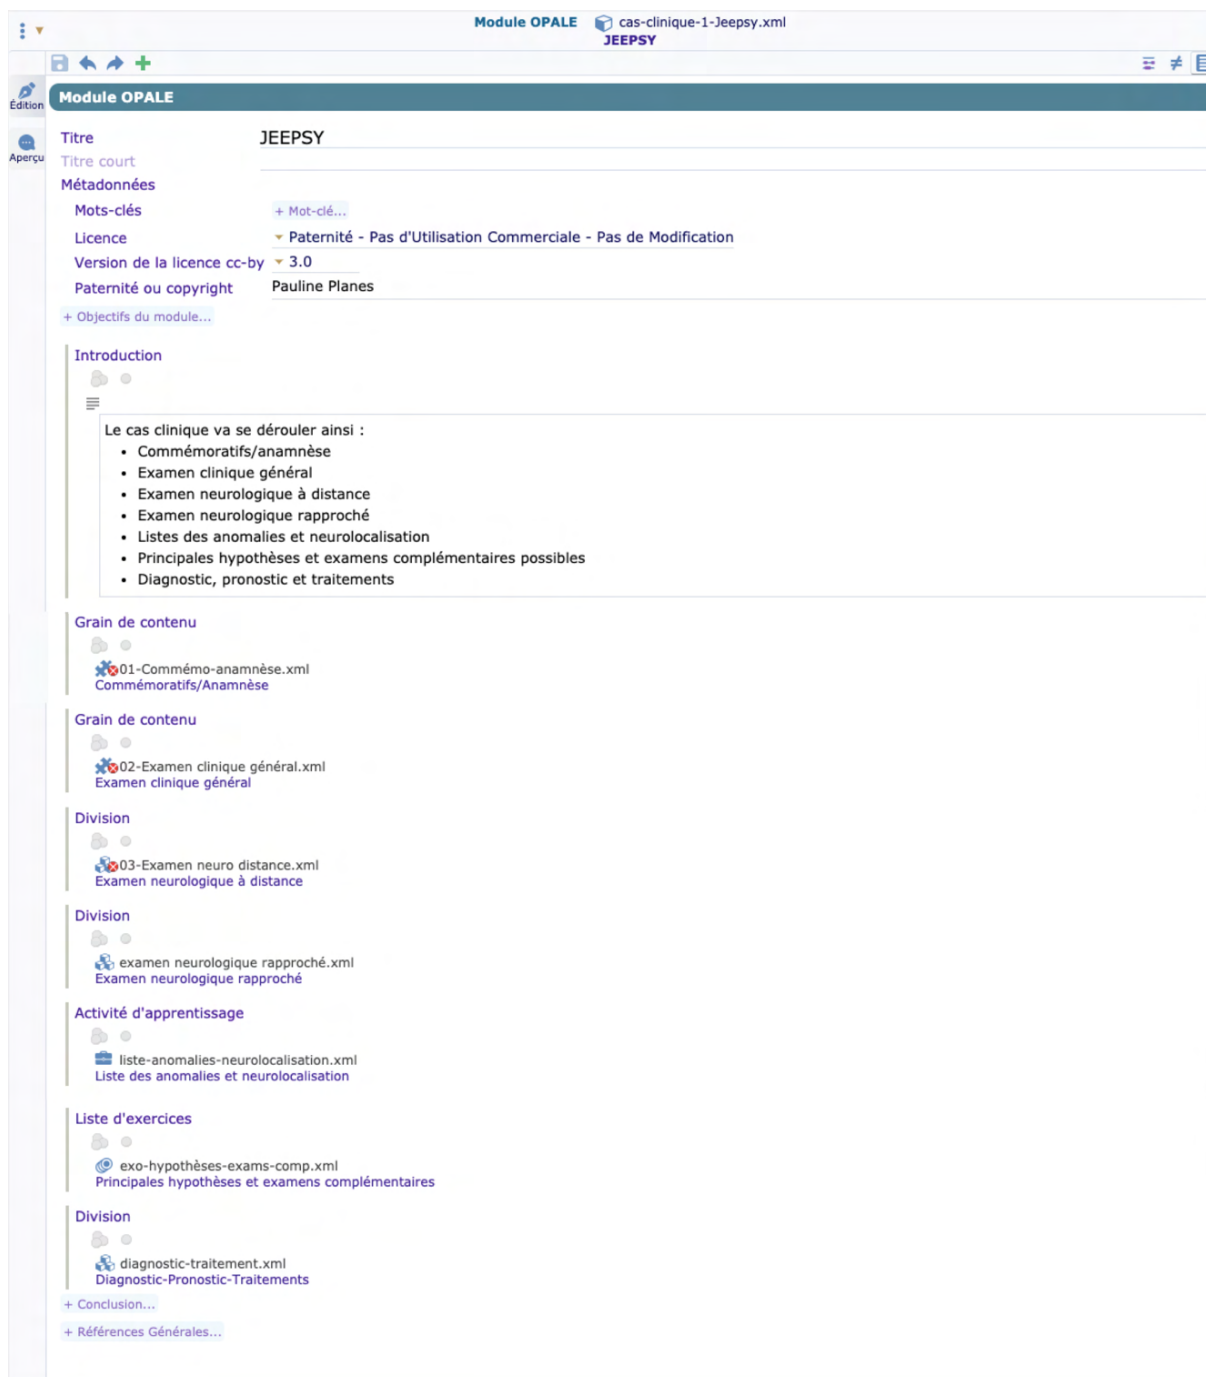 Module OPALE cas-clinique-1-Jeepsy.xml
JEEPSY
Édition
Module OPALE
Aperçu
Titre JEEPSY
Titre court
Métadonnées
Mots-clés + Mot-clé...
Licence Paternité - Pas d'Utilisation Commerciale - Pas de Modification
Version de la licence cc-by 3.0
Paternité ou copyright Pauline Planes
+ Objectifs du module...
Introduction
Le cas clinique va se dérouler ainsi :
• Commémoratifs/anamnèse
• Examen clinique général
• Examen neurologique à distance
• Examen neurologique rapproché
• Listes des anomalies et neurolocalisation
• Principales hypothèses et examens complémentaires possibles
• Diagnostic, pronostic et traitements
Grain de contenu
01-Commémo-anamnèse.xml
Commémoratifs/Anamnèse
Grain de contenu
02-Examen clinique général.xml
Examen clinique général
Division
03-Examen neuro distance.xml
Examen neurologique à distance
Division
examen neurologique rapproché.xml
Examen neurologique rapproché
Activité d'apprentissage
liste-anomalies-neurolocalisation.xml
Liste des anomalies et neurolocalisation
Liste d'exercices
exo-hypothèses-exams-comp.xml
Principales hypothèses et examens complémentaires
Division
diagnostic-traitement.xml
Diagnostic-Pronostic-Traitements
+ Conclusion...
+ Références Générales...